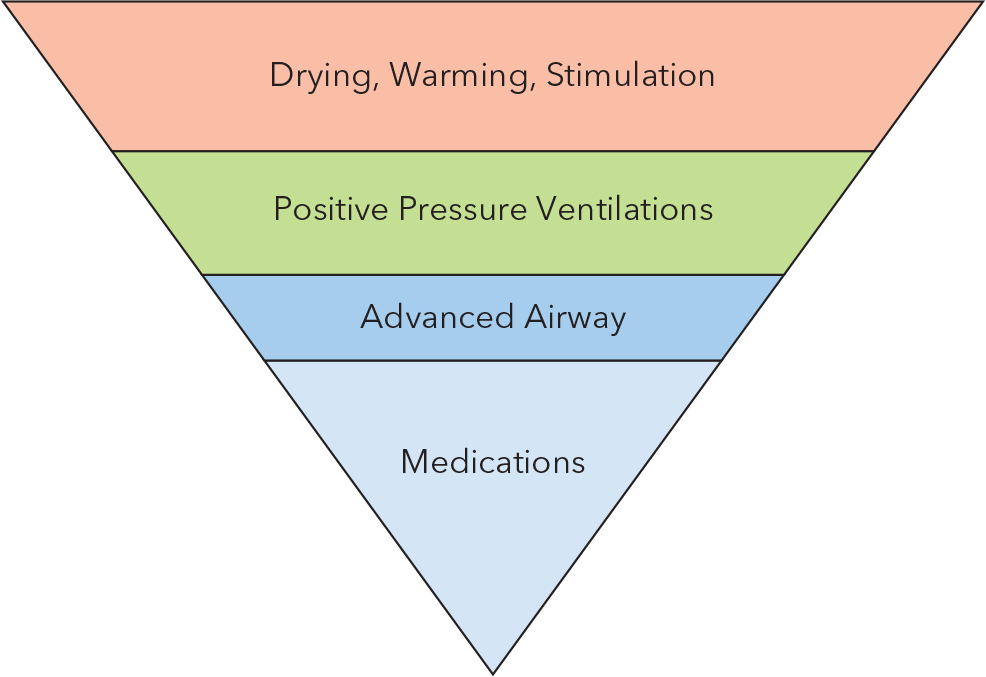 Drying, Warming, Stimulation
Positive Pressure Ventilations
Advanced Airway
Medications